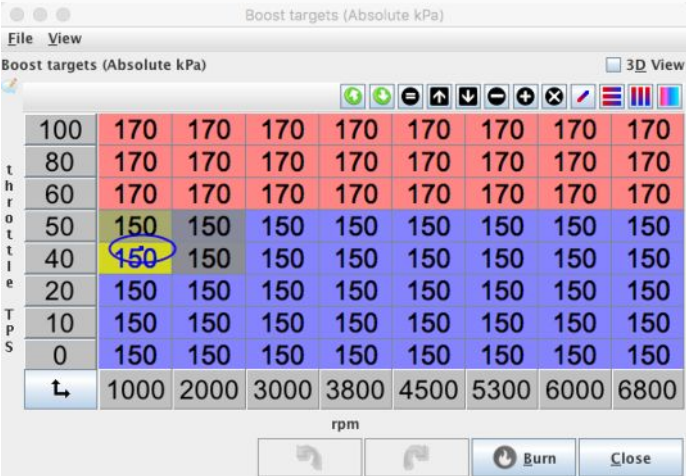 Boost targets (Absolute kPa)
File View
Boost targets (Absolute kPa) 3D View
100 170 170 170 170 170 170 170 170
80 170 170 170 170 170 170 170 170
60 170 170 170 170 170 170 170 170
50 150 150 150 150 150 150 150 150
40 150 150 150 150 150 150 150 150
20 150 150 150 150 150 150 150 150
10 150 150 150 150 150 150 150 150
0 150 150 150 150 150 150 150 150
throttle TPS
1000 2000 3000 3800 4500 5300 6000 6800
rpm
Burn Close